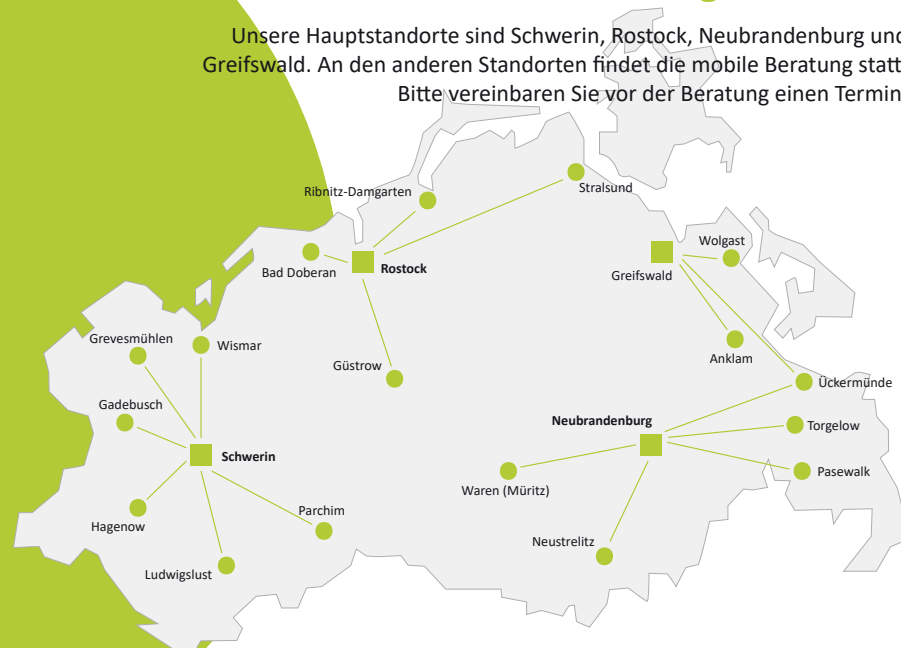 Unsere Hauptstandorte sind Schwerin, Rostock, Neubrandenburg und
Greifswald. An den anderen Standorten findet die mobile Beratung statt
Bitte vereinbaren Sie vor der Beratung einen Termin
Stralsund
Ribnitz-Damgarten
Wolgast
Bad Doberan
Rostock
Greifswald
Grevesmühlen
Wismar
Güstrow
Anklam
Ückermünde
Gadebusch
Neubrandenburg
Torgelow
Schwerin
Pasewalk
Waren (Müritz)
Parchim
Hagenow
Neustrelitz
Ludwigslust